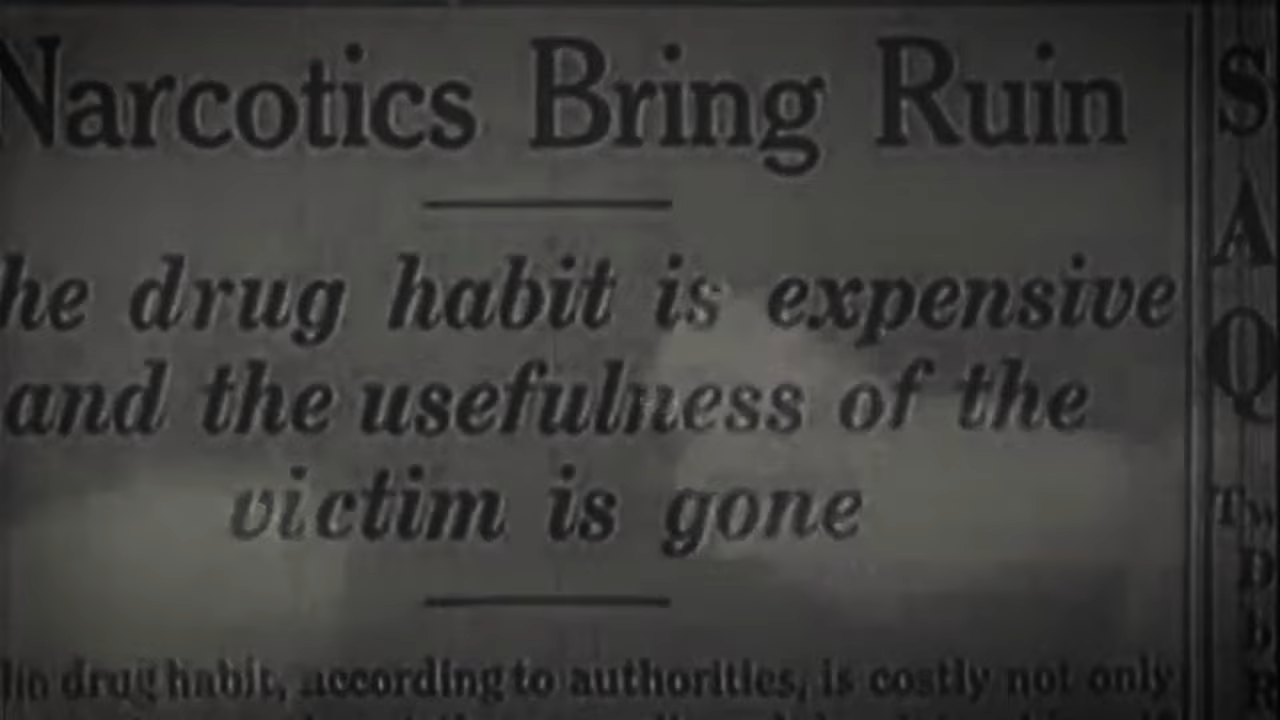 Narcotics Bring Ruin
he drug habit is expensive
and the usefulness of the
victim is gone
drug habit, according to authorities, is costly not only
S
A
Q